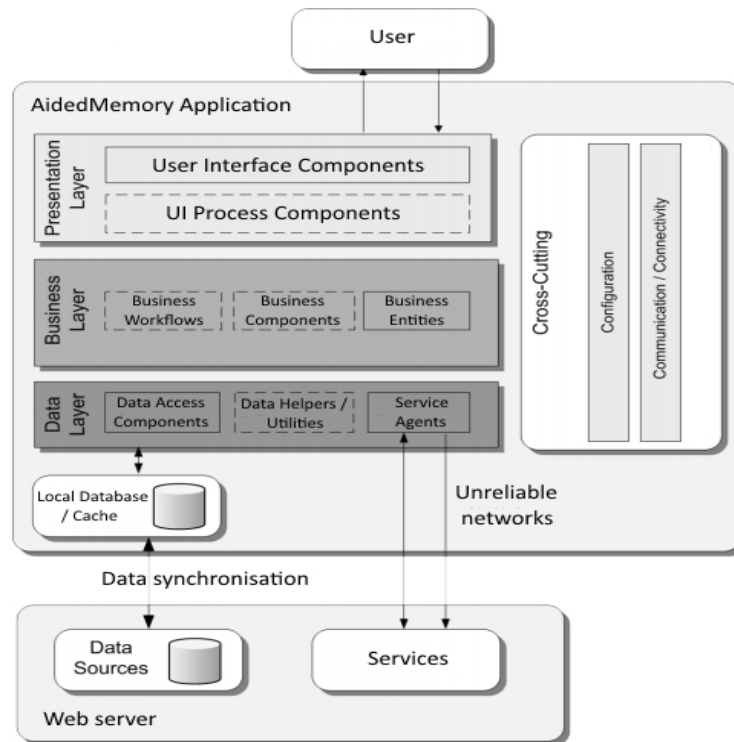 User
AidedMemory Application
Presentation
Layer
User Interface Components
UI Process Components
Business
Layer
Business
Workflows
Business
Components
Business
Entities
Data
Layer
Data Access
Components
Data Helpers /
Utilities
Service
Agents
Cross-Cutting
Configuration
Communication / Connectivity
Local Database
/ Cache
Unreliable
networks
Data synchronisation
Data
Sources
Services
Web server